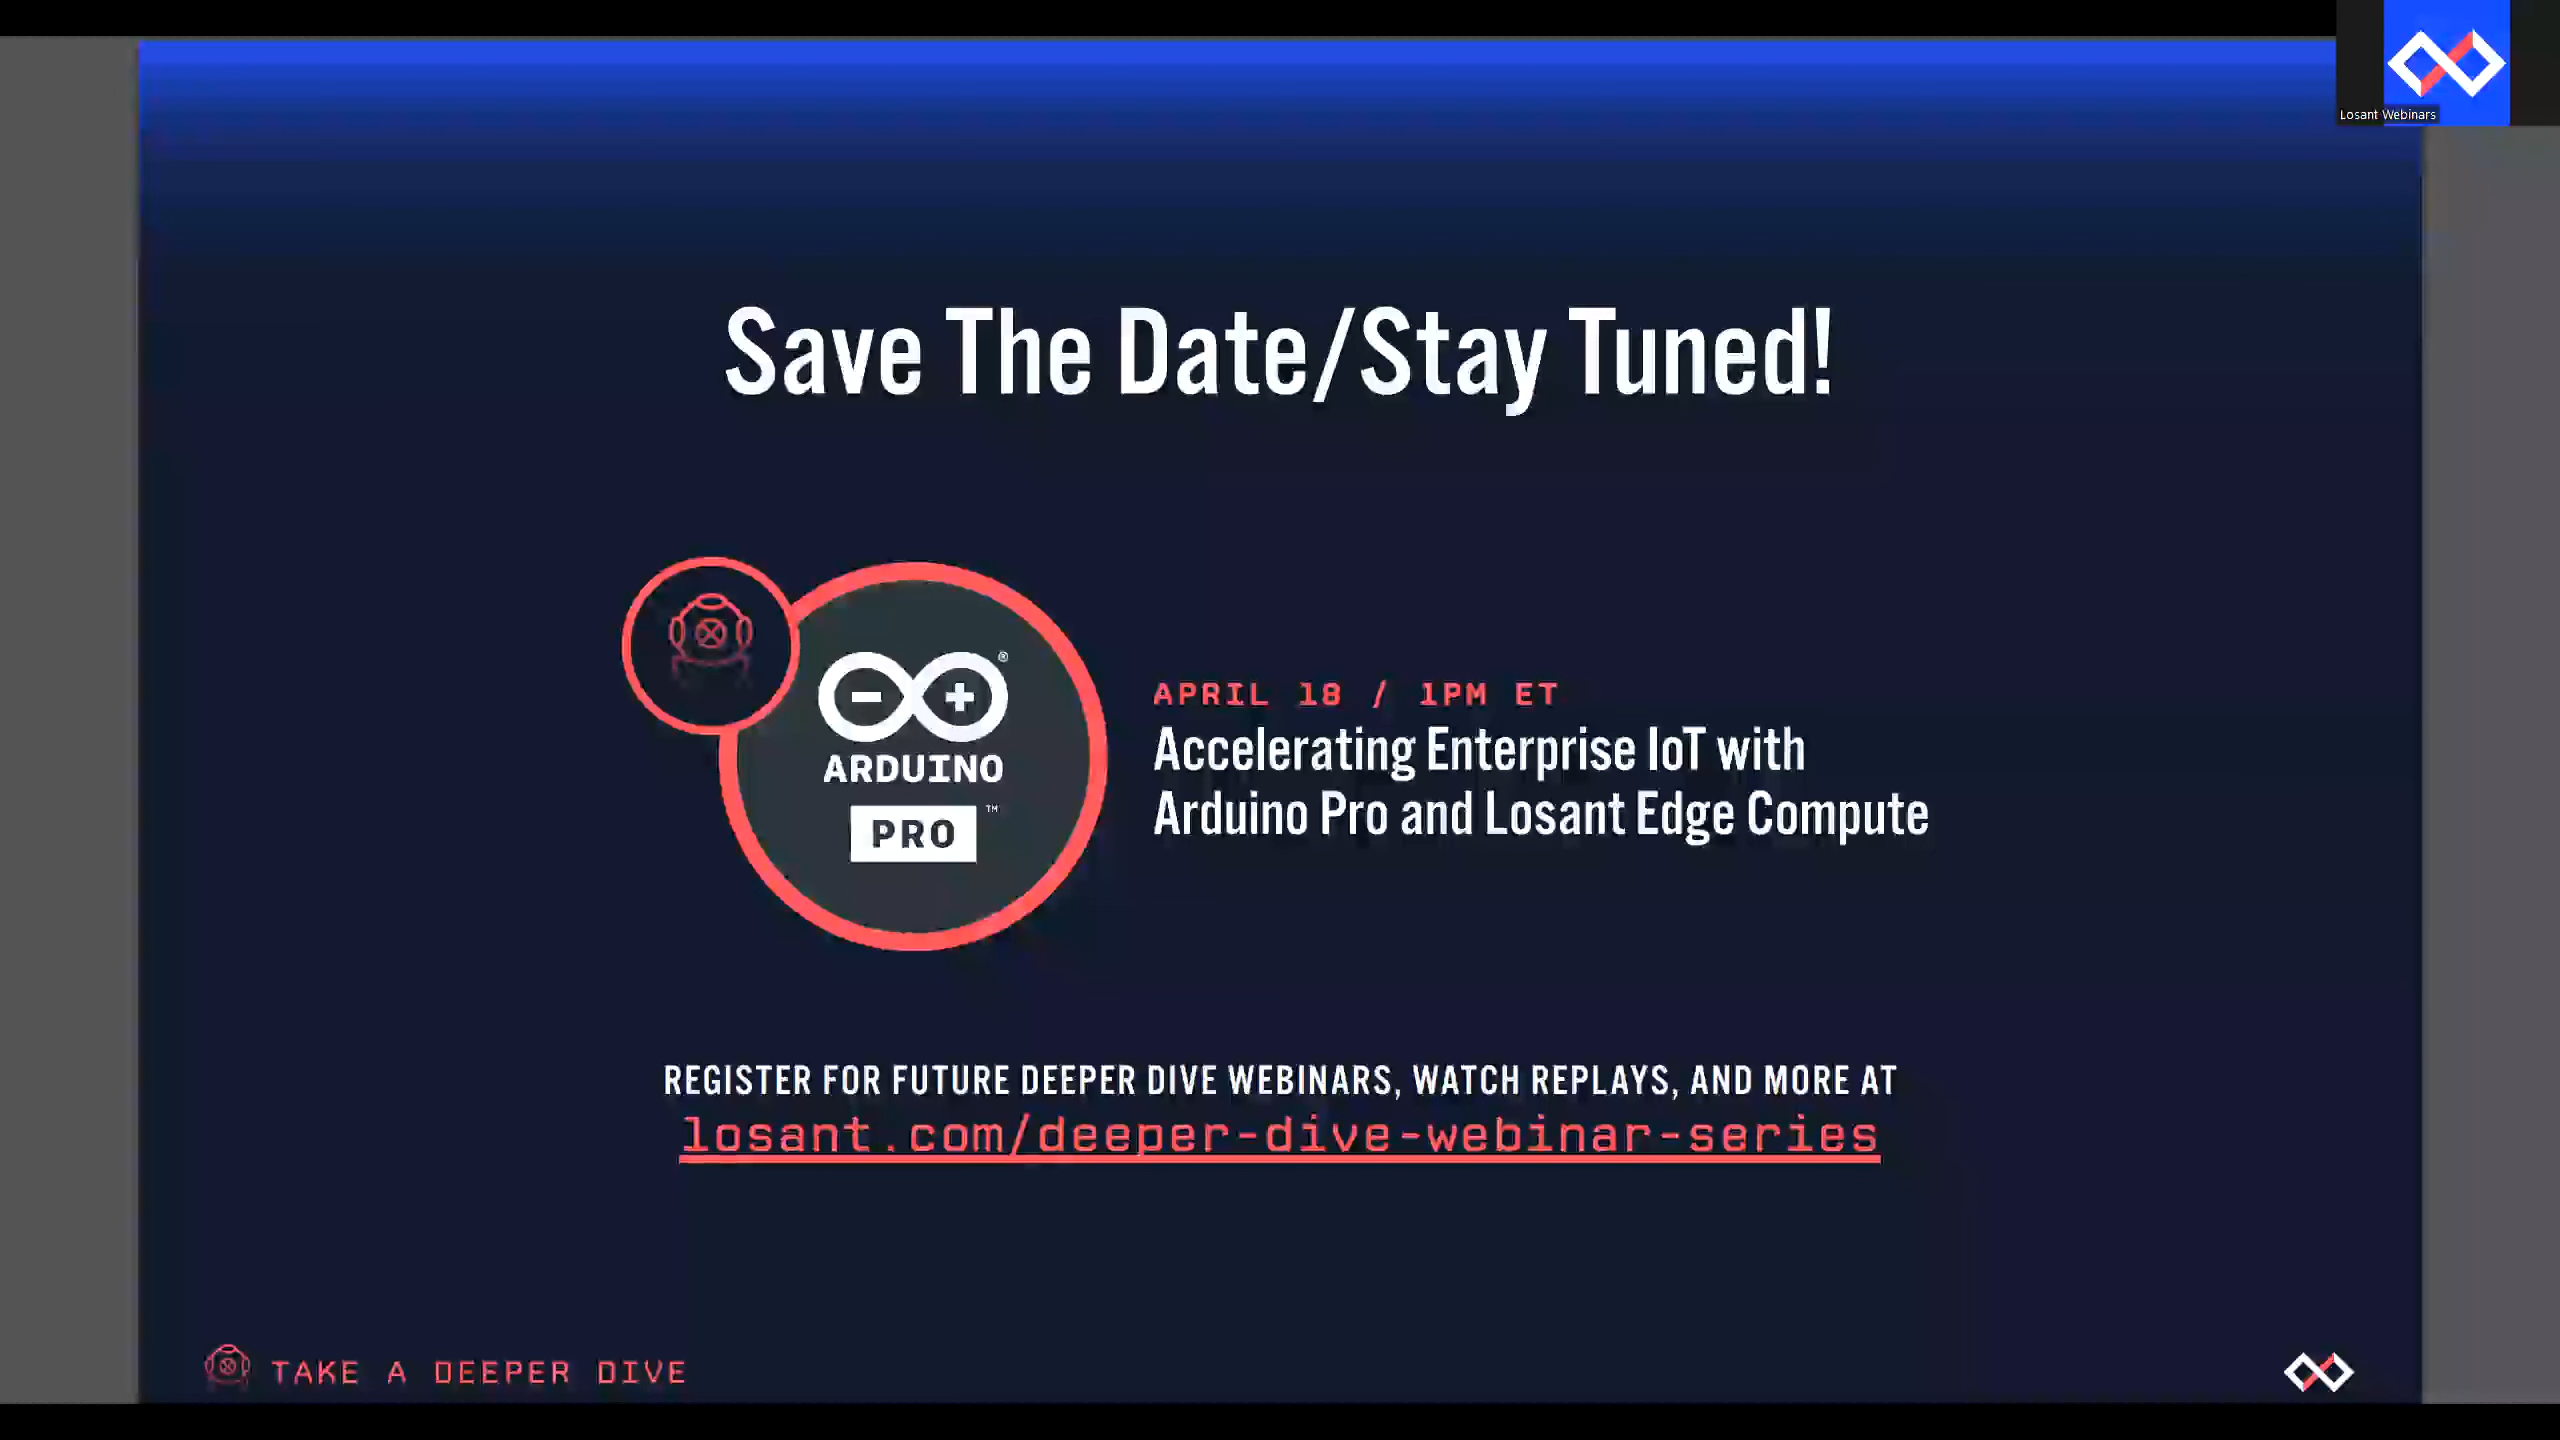 Losant Webinars
Save The Date/Stay Tuned!
ARDUINO
®
PRO
™
APRIL 18 / 1PM ET
Accelerating Enterprise IoT with
Arduino Pro and Losant Edge Compute
REGISTER FOR FUTURE DEEPER DIVE WEBINARS, WATCH REPLAYS, AND MORE AT
losant.com/deeper-dive-webinar-series
TAKE A DEEPER DIVE